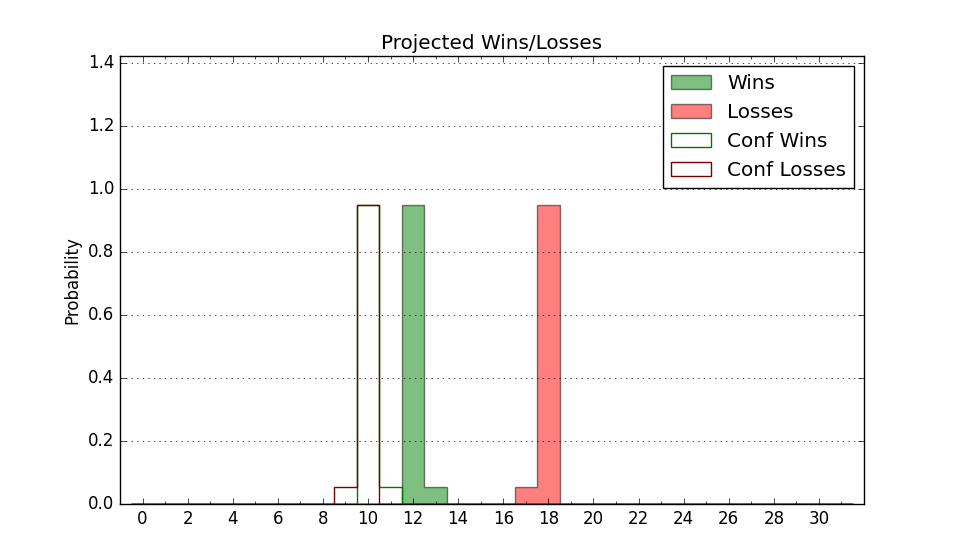 Projected Wins/Losses
1.4
1.2
1.0
0.8
0.6
0.4
0.2
0.0
Probability
Wins
Losses
Conf Wins
Conf Losses
0 2 4 6 8 10 12 14 16 18 20 22 24 26 28 30